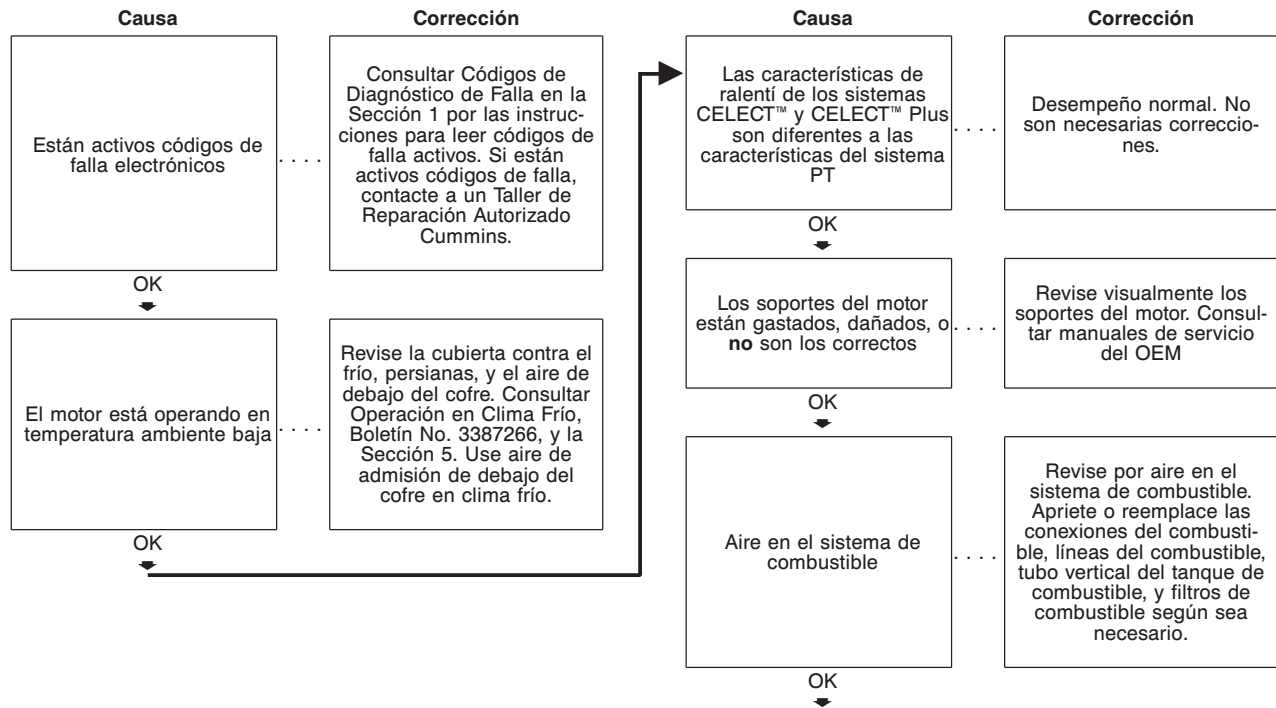 Causa
Corrección
Están activos códigos de
falla electrónicos
. . . .
Consultar Códigos de
Diagnóstico de Falla en la
Sección 1 por las instruc-
ciones para leer códigos de
falla activos. Si están
activos códigos de falla,
contacte a un Taller de
Reparación Autorizado
Cummins.
OK
El motor está operando en
temperatura ambiente baja
. . . .
Revise la cubierta contra el
frío, persianas, y el aire de
debajo del cofre. Consultar
Operación en Clima Frío,
Boletín No. 3387266, y la
Sección 5. Use aire de
admisión de debajo del
cofre en clima frío.
OK
Causa
Corrección
Las características de
ralentí de los sistemas
CELECT™ y CELECT™ Plus
son diferentes a las
características del sistema
PT
. . . .
Desempeño normal. No
son necesarias correccio-
nes.
OK
Los soportes del motor
están gastados, dañados, o
no son los correctos
. . . .
Revise visualmente los
soportes del motor. Consul-
tar manuales de servicio
del OEM
OK
Aire en el sistema de
combustible
. . . .
Revise por aire en el
sistema de combustible.
Apriete o reemplace las
conexiones del combusti-
ble, líneas del combustible,
tubo vertical del tanque de
combustible, y filtros de
combustible según sea
necesario.
OK